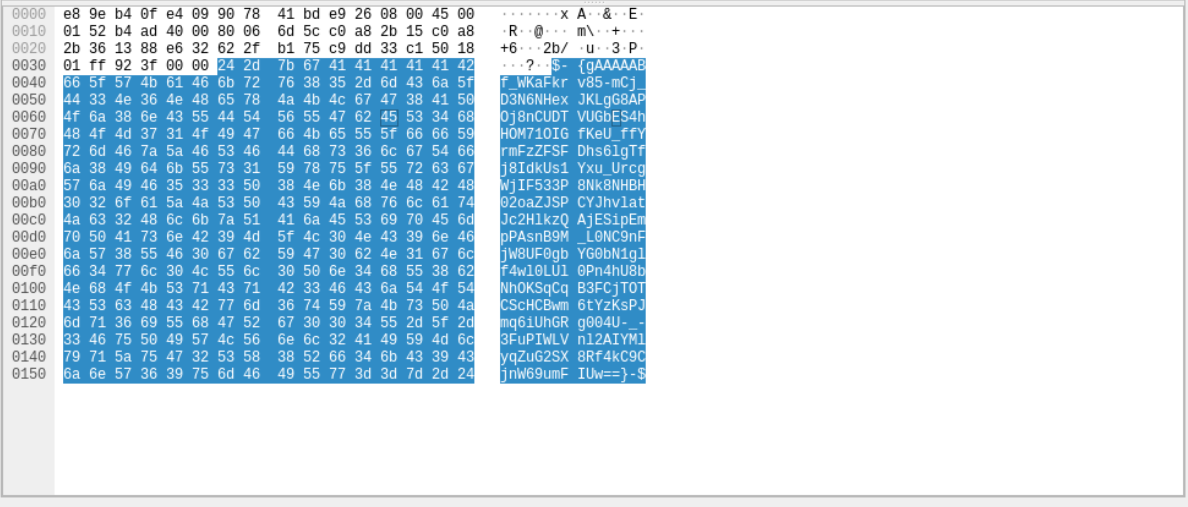 0000 e8 9e b4 0f e4 09 90 78 41 bd e9 26 08 00 45 00 ·······x A··&··E·
0010 01 52 b4 ad 40 00 80 06 6d 5c c0 a8 2b 15 c0 a8 ·R··@··· m\··+···
0020 2b 36 13 88 e6 32 62 2f b1 75 c9 dd 33 c1 50 18 +6···2b/ ·u··3·P·
0030 01 ff 92 3f 00 00 24 2d 7b 67 41 41 41 41 41 42 ···?··$- {gAAAAAB
0040 66 5f 57 4b 61 46 6b 72 76 38 35 2d 6d 43 6a 5f f_WKaFkr v85-mCj_
0050 44 33 4e 36 4e 48 65 78 4a 4b 4c 67 47 38 41 50 D3N6NHex JKLgG8AP
0060 4f 6a 38 6e 43 55 44 54 56 55 47 62 45 53 34 68 Oj8nCUDT VUGbES4h
0070 48 4f 4d 37 31 4f 49 47 66 4b 65 55 5f 66 66 59 HOM71OIG fKeU_ffY
0080 72 6d 46 7a 5a 46 53 46 44 68 73 36 6c 67 54 66 rmFzZFSF Dhs6lgTf
0090 6a 38 49 64 6b 55 73 31 59 78 75 5f 55 72 63 67 j8IdkUs1 Yxu_Urcg
00a0 57 6a 49 46 35 33 33 50 38 4e 6b 38 4e 48 42 48 WjIF533P 8Nk8NHBH
00b0 30 32 6f 61 5a 4a 53 50 43 59 4a 68 76 6c 61 74 02oaZJSP CYJhvlat
00c0 4a 63 32 48 6c 6b 7a 51 41 6a 45 53 69 70 45 6d Jc2HlkzQ AjESipEm
00d0 70 50 41 73 6e 42 39 4d 5f 4c 30 4e 43 39 6e 46 pPAsnB9M _L0NC9nF
00e0 6a 57 38 55 46 30 67 62 59 47 30 62 4e 31 67 6c jW8UF0gb YG0bN1gl
00f0 66 34 77 6c 30 4c 55 6c 30 50 6e 34 68 55 38 62 f4wl0LUl 0Pn4hU8b
0100 4e 68 4f 4b 53 71 43 71 42 33 46 43 6a 54 4f 54 NhOKSqCq B3FCjTOT
0110 43 53 63 48 43 42 77 6d 36 74 59 7a 4b 73 50 4a CScHCBwm 6tYzKsPJ
0120 6d 71 36 69 55 68 47 52 67 30 30 34 55 2d 5f 2d mq6iUhGR g004U-_-
0130 33 46 75 50 49 57 4c 56 6e 6c 32 41 49 59 4d 6c 3FuPIWLV nl2AIYMl
0140 79 71 5a 75 47 32 53 58 38 52 66 34 6b 43 39 43 yqZuG2SX 8Rf4kC9C
0150 6a 6e 57 36 39 75 6d 46 49 55 77 3d 3d 7d 2d 24 jnW69umF IUw==}-$